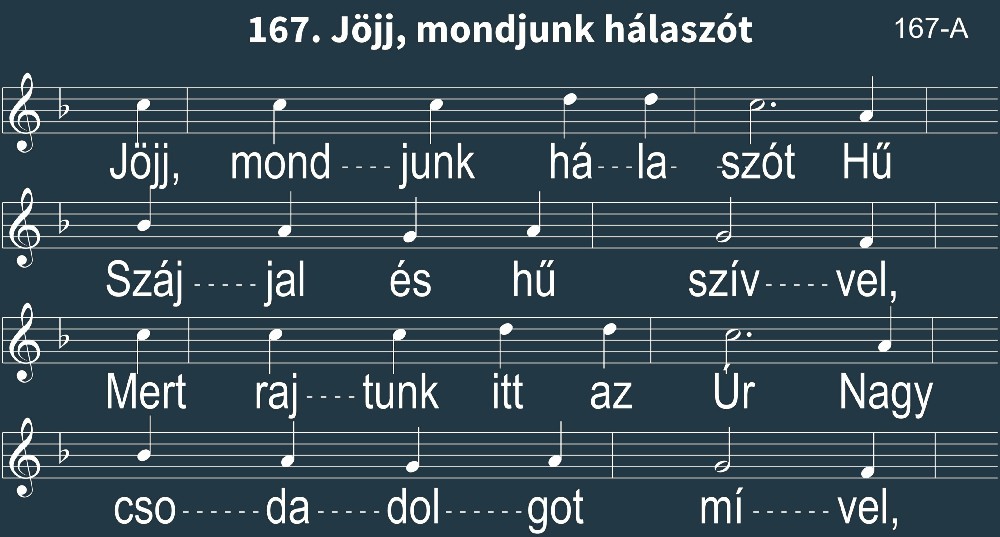 167. Jöjj, mondjunk hálaszót
167-A
Jöjj, mond----junk há---la- -szót Hű
Száj-----jal és hű szív-----vel,
Mert raj----tunk itt az Úr Nagy
cso------da-----dol------got mí------vel,